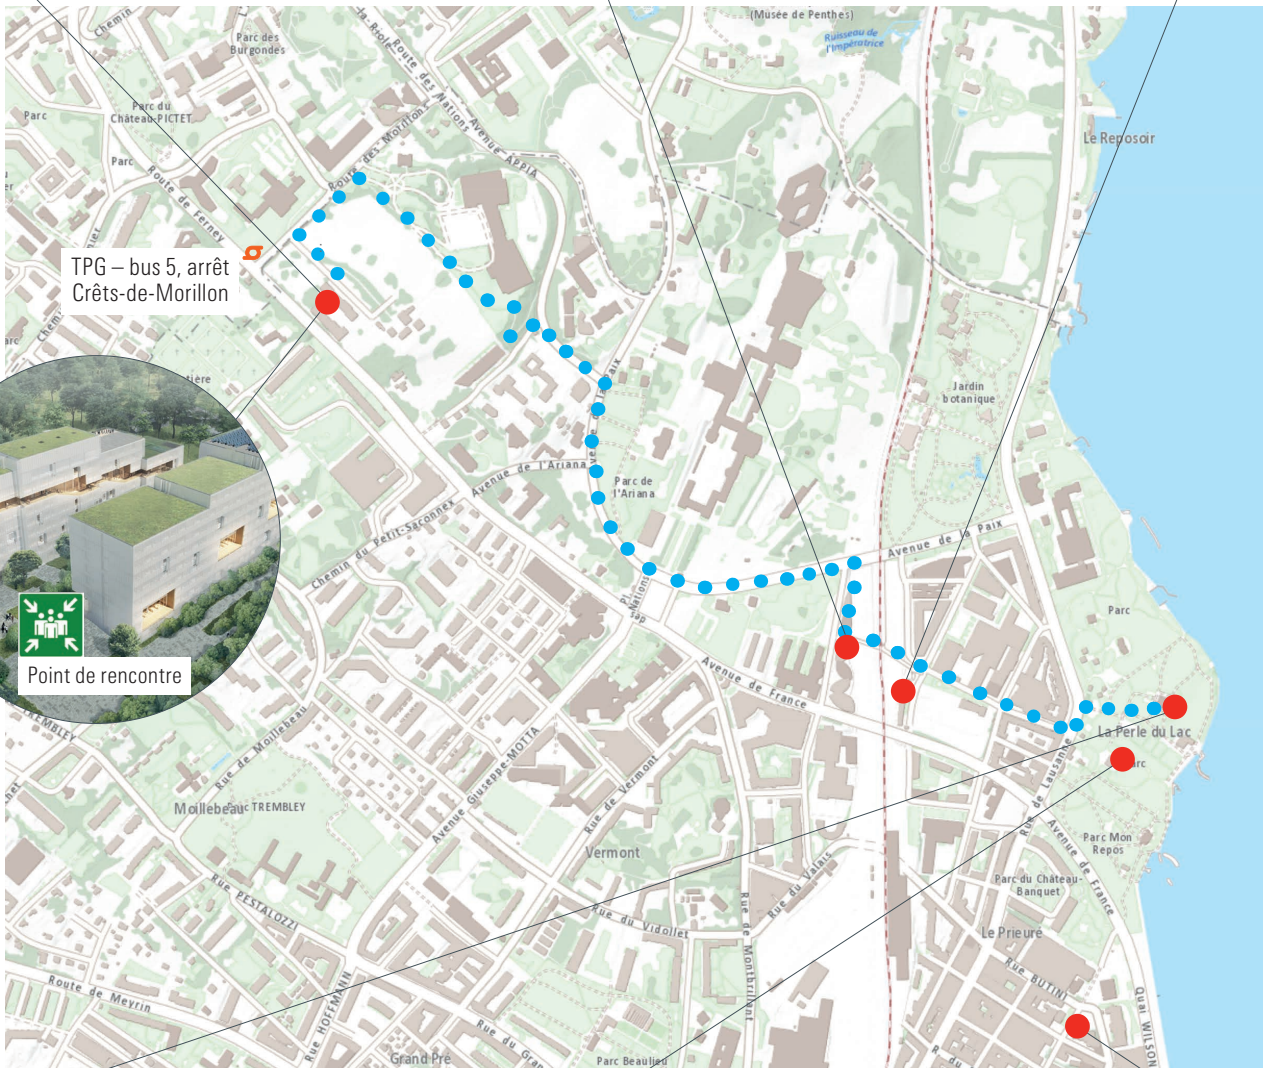 (Musée de Penthes)
Ruisseau de
l'Impératrice
Chemin
Parc des
Burgondes
Route des Nations
Avenue APPIA
Parc du
Château-PICTET
Parc
Route des Morillons
Le Reposoir
Parc
Route de Ferney
TPG – bus 5, arrêt
Crêts-de-Morillon
Jardin
botanique
Avenue de l'Ariana
Parc de
l'Ariana
Chemin du Petit-Saconnex
Avenue de la Paix
Pl. des
Nations
Parc
Point de rencontre
Avenue de France
La Perle du Lac
Parc
TREMBLEY
Rue de Moillebeau
Avenue Giuseppe-MOTTA
Rue de Vermont
Rue de Lausanne
Moillebeau
Parc TREMBLEY
Avenue de France
Parc Mon
Repos
Vermont
Rue du Valais
Parc du Château-
Banquet
Rue PESTALOZZI
Rue du Vidollet
Rue de Montbrillant
Le Prieuré
Rue BUTINI
Route de Meyrin
Rue HOFFMANN
Quai WILSON
Grand Pré
Parc Beaulieu